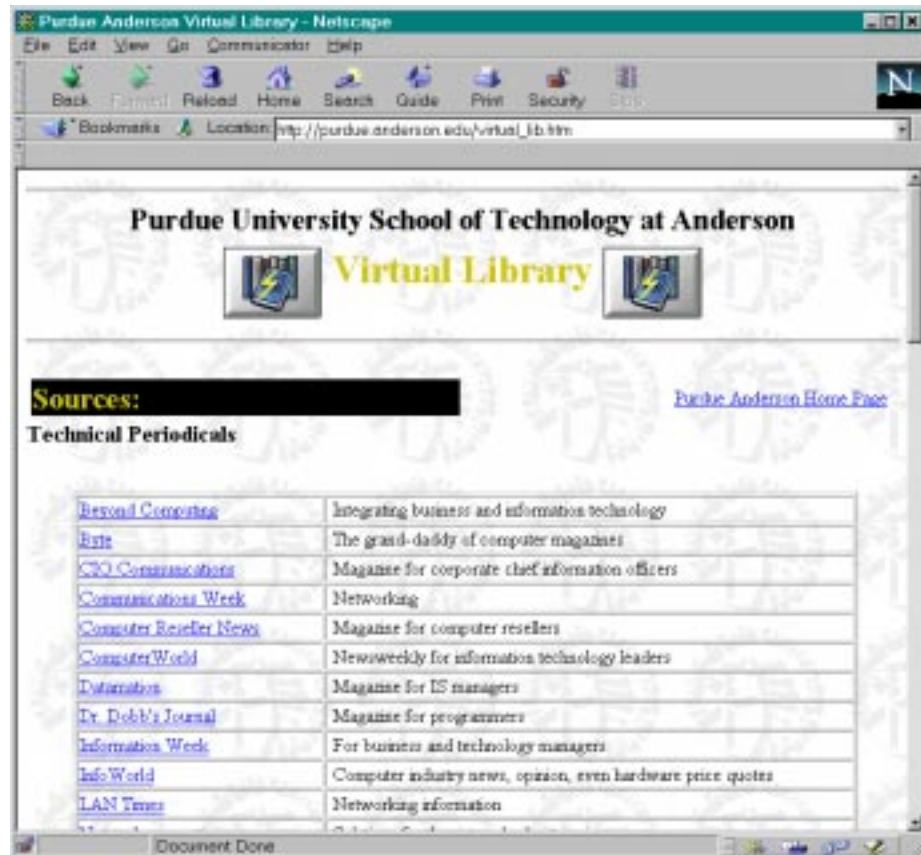 Purdue Anderson Virtual Library - Netscape
File Edit View Go Communicator Help
Back Forward Reload Home Search Guide Print Security Stop
Bookmarks Location: http://purdue.anderson.edu/virtual_lib.htm
Purdue University School of Technology at Anderson
Virtual Library
Sources:
Purdue Anderson Home Page
Technical Periodicals
Beyond Computing Integrating business and information technology
Byte The grand-daddy of computer magazines
CIO Communications Magazine for corporate chief information officers
Communications Week Networking
Computer Reseller News Magazine for computer resellers
ComputerWorld Newsweekly for information technology leaders
Datamation Magazine for IS managers
Dr. Dobb's Journal Magazine for programmers
Information Week For business and technology managers
InfoWorld Computer industry news, opinion, even hardware price quotes
LAN Times Networking information
Document Done